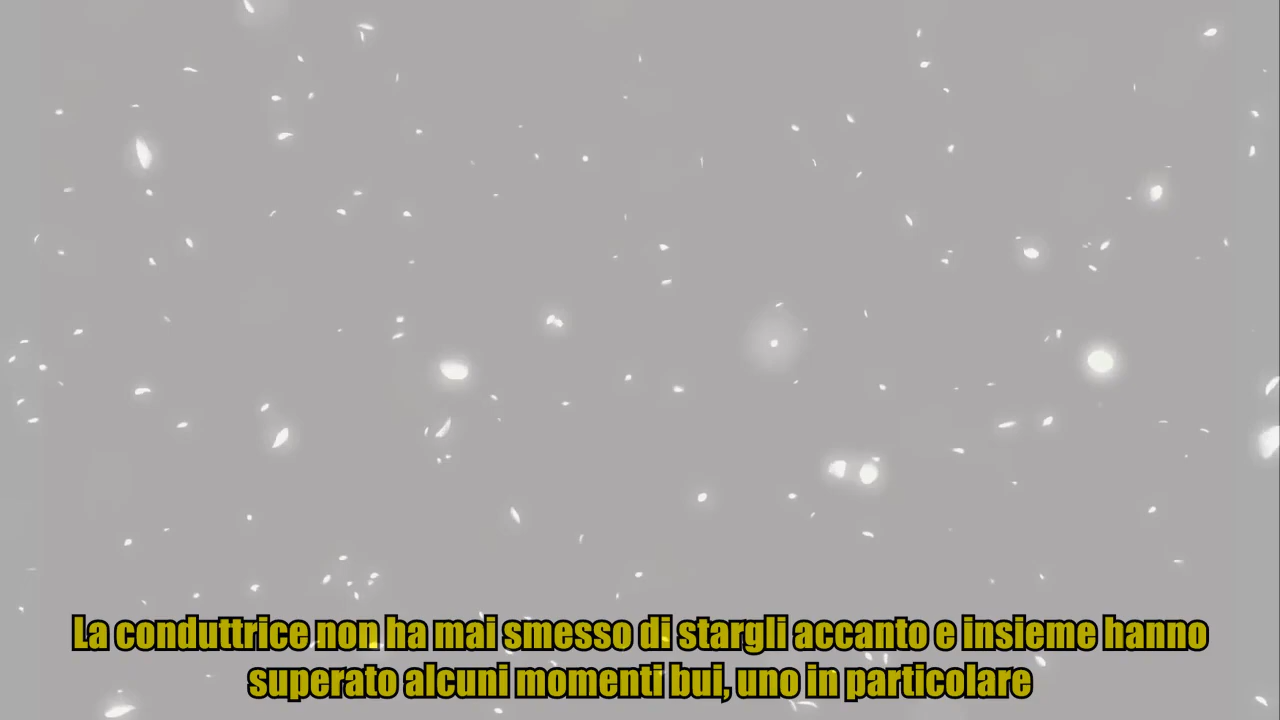 La conduttrice non ha mai smesso di stargli accanto e insieme hanno
superato alcuni momenti bui, uno in particolare